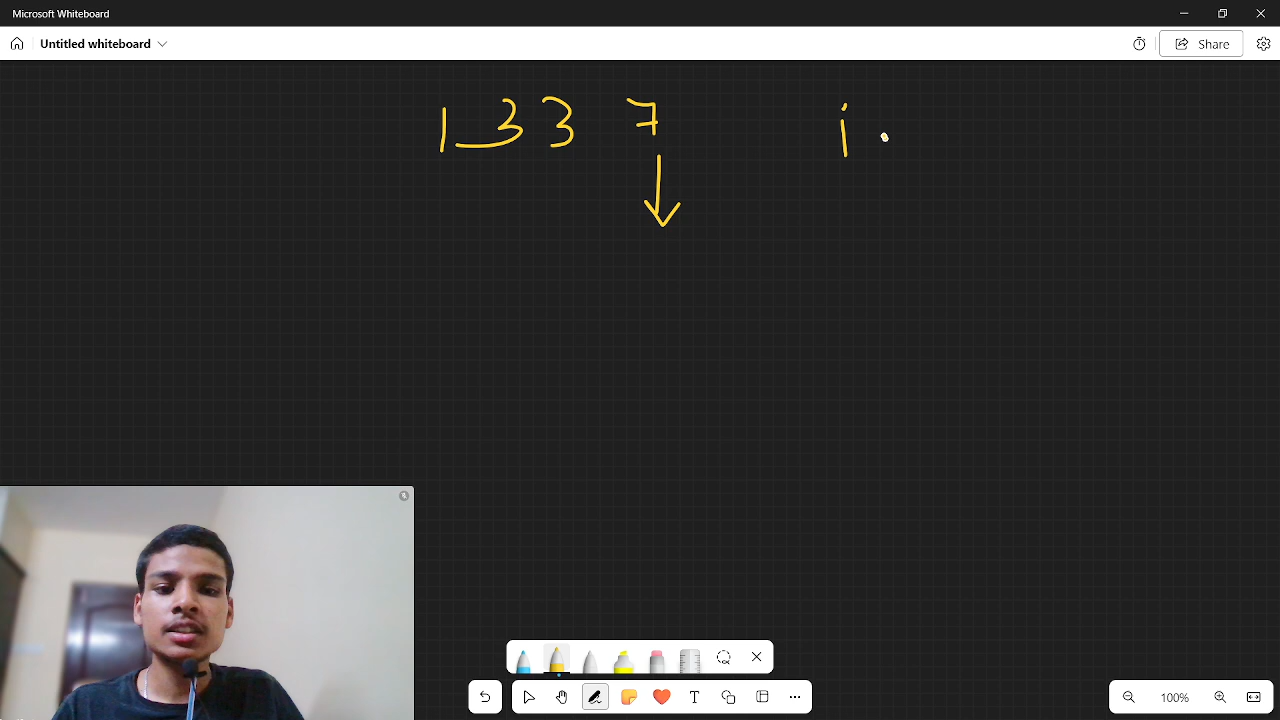 Microsoft Whiteboard
Untitled whiteboard
Share
1 3 3 7 i
100%